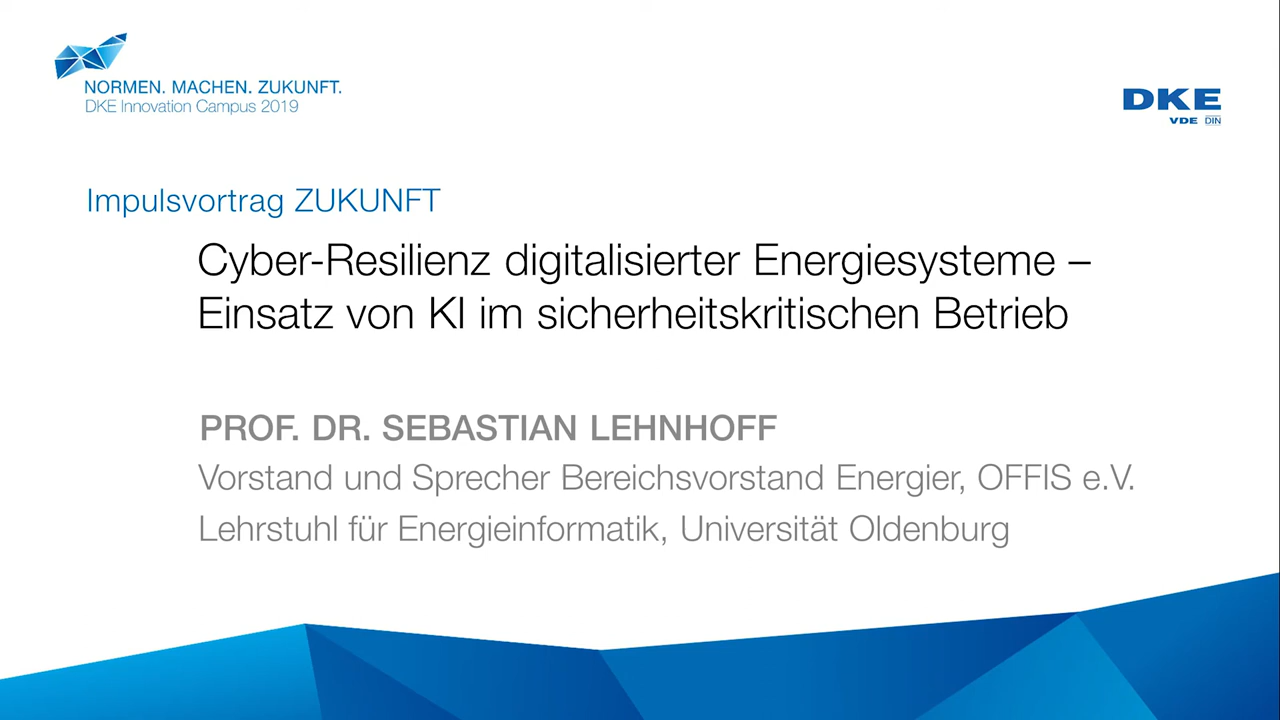 NORMEN. MACHEN. ZUKUNFT.
DKE Innovation Campus 2019
DKE
VDE DIN
Impulsvortrag ZUKUNFT
Cyber-Resilienz digitalisierter Energiesysteme –
Einsatz von KI im sicherheitskritischen Betrieb
PROF. DR. SEBASTIAN LEHNHOFF
Vorstand und Sprecher Bereichsvorstand Energier, OFFIS e.V.
Lehrstuhl für Energieinformatik, Universität Oldenburg